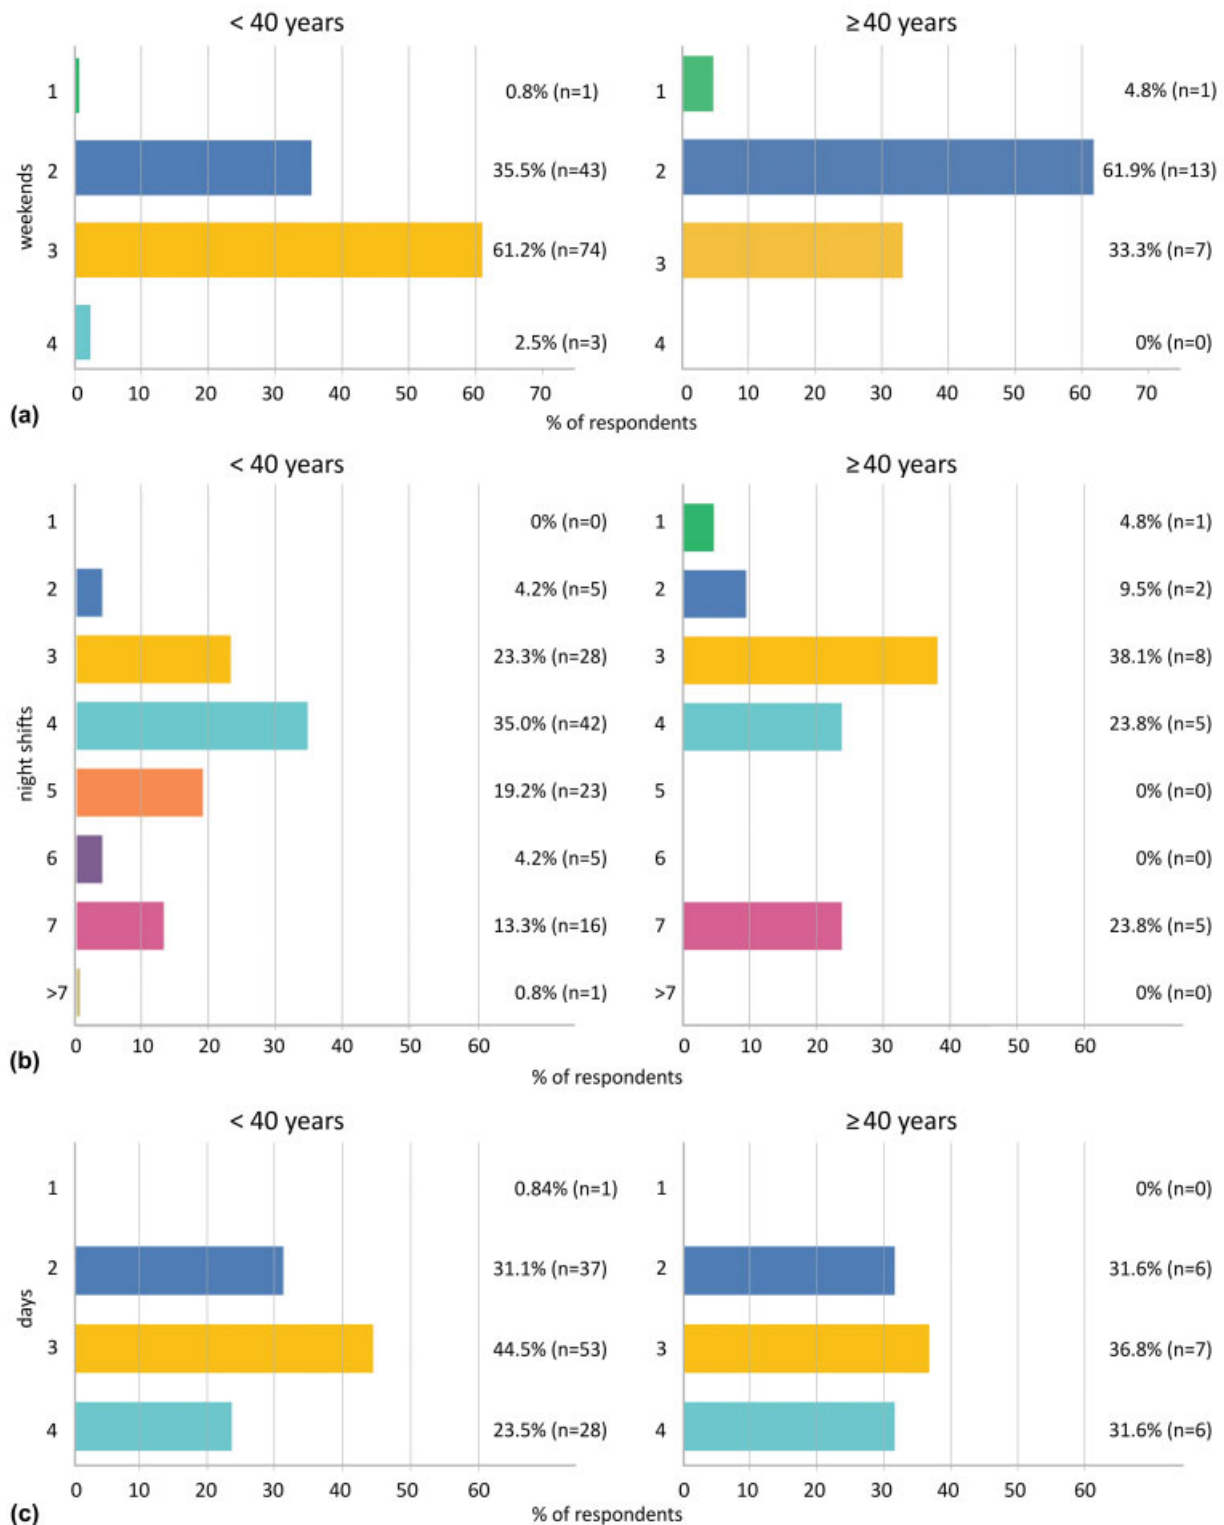 < 40 years
≥40 years
weekends
1 0.8% (n=1) 1 4.8% (n=1)
2 35.5% (n=43) 2 61.9% (n=13)
3 61.2% (n=74) 3 33.3% (n=7)
4 2.5% (n=3) 4 0% (n=0)
0 10 20 30 40 50 60 70 0 10 20 30 40 50 60 70
(a) % of respondents
< 40 years
≥40 years
night shifts
1 0% (n=0) 1 4.8% (n=1)
2 4.2% (n=5) 2 9.5% (n=2)
3 23.3% (n=28) 3 38.1% (n=8)
4 35.0% (n=42) 4 23.8% (n=5)
5 19.2% (n=23) 5 0% (n=0)
6 4.2% (n=5) 6 0% (n=0)
7 13.3% (n=16) 7 23.8% (n=5)
>7 0.8% (n=1) >7 0% (n=0)
0 10 20 30 40 50 60 0 10 20 30 40 50 60
(b) % of respondents
< 40 years
≥40 years
days
1 0.84% (n=1) 1 0% (n=0)
2 31.1% (n=37) 2 31.6% (n=6)
3 44.5% (n=53) 3 36.8% (n=7)
4 23.5% (n=28) 4 31.6% (n=6)
0 10 20 30 40 50 60 0 10 20 30 40 50 60
(c) % of respondents